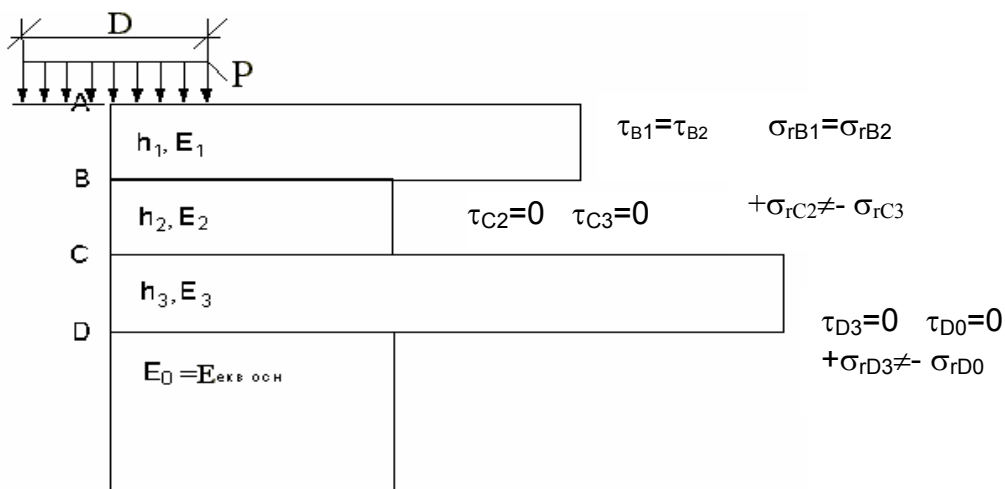 D
P
A
h₁, E₁
τB1=τB2 σrB1=σrB2
B
h₂, E₂
τC2=0 τC3=0 +σrC2≠- σrC3
C
h₃, E₃
D
τD3=0 τD0=0
+σrD3≠- σrD0
E₀ =Eекв осн